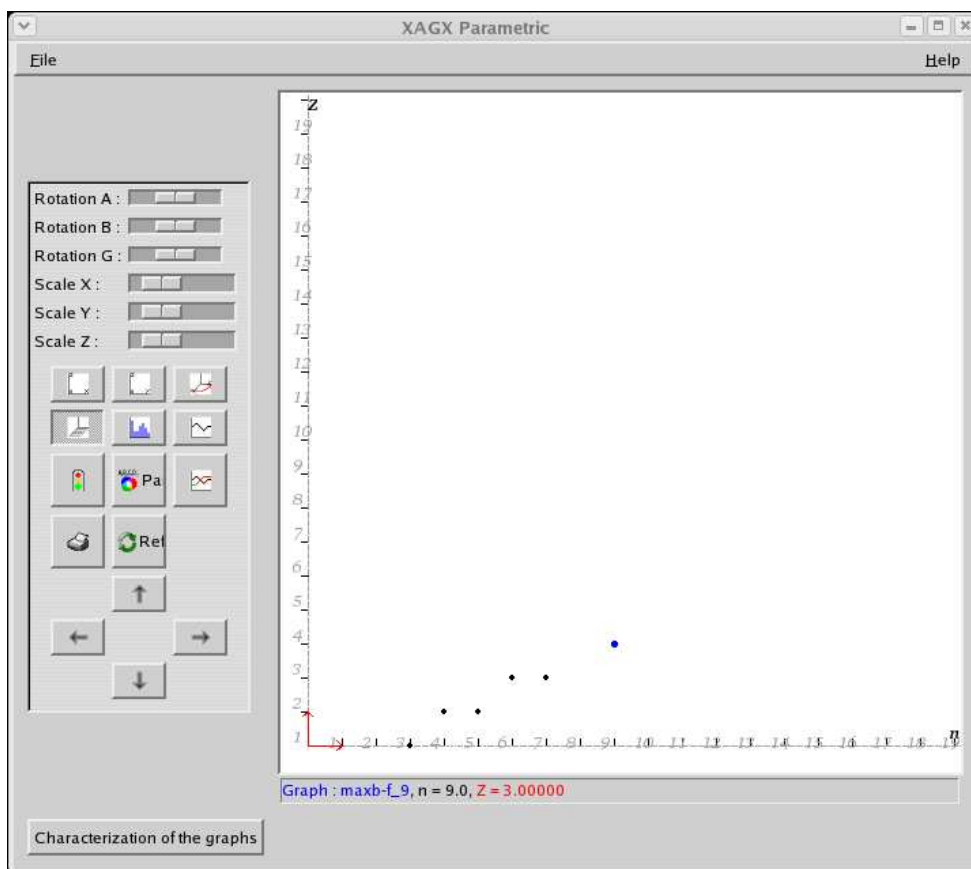 XAGX Parametric
File Help
Z
19
18
17
16
15
14
13
12
11
10
9
8
7
6
5
4
3
2
1
Rotation A :
Rotation B :
Rotation G :
Scale X :
Scale Y :
Scale Z :
Pa
Ref
1 2 3 4 5 6 7 8 9 10 11 12 13 14 15 16 17 18 19
n
Graph : maxb-f_9, n = 9.0, Z = 3.00000
Characterization of the graphs